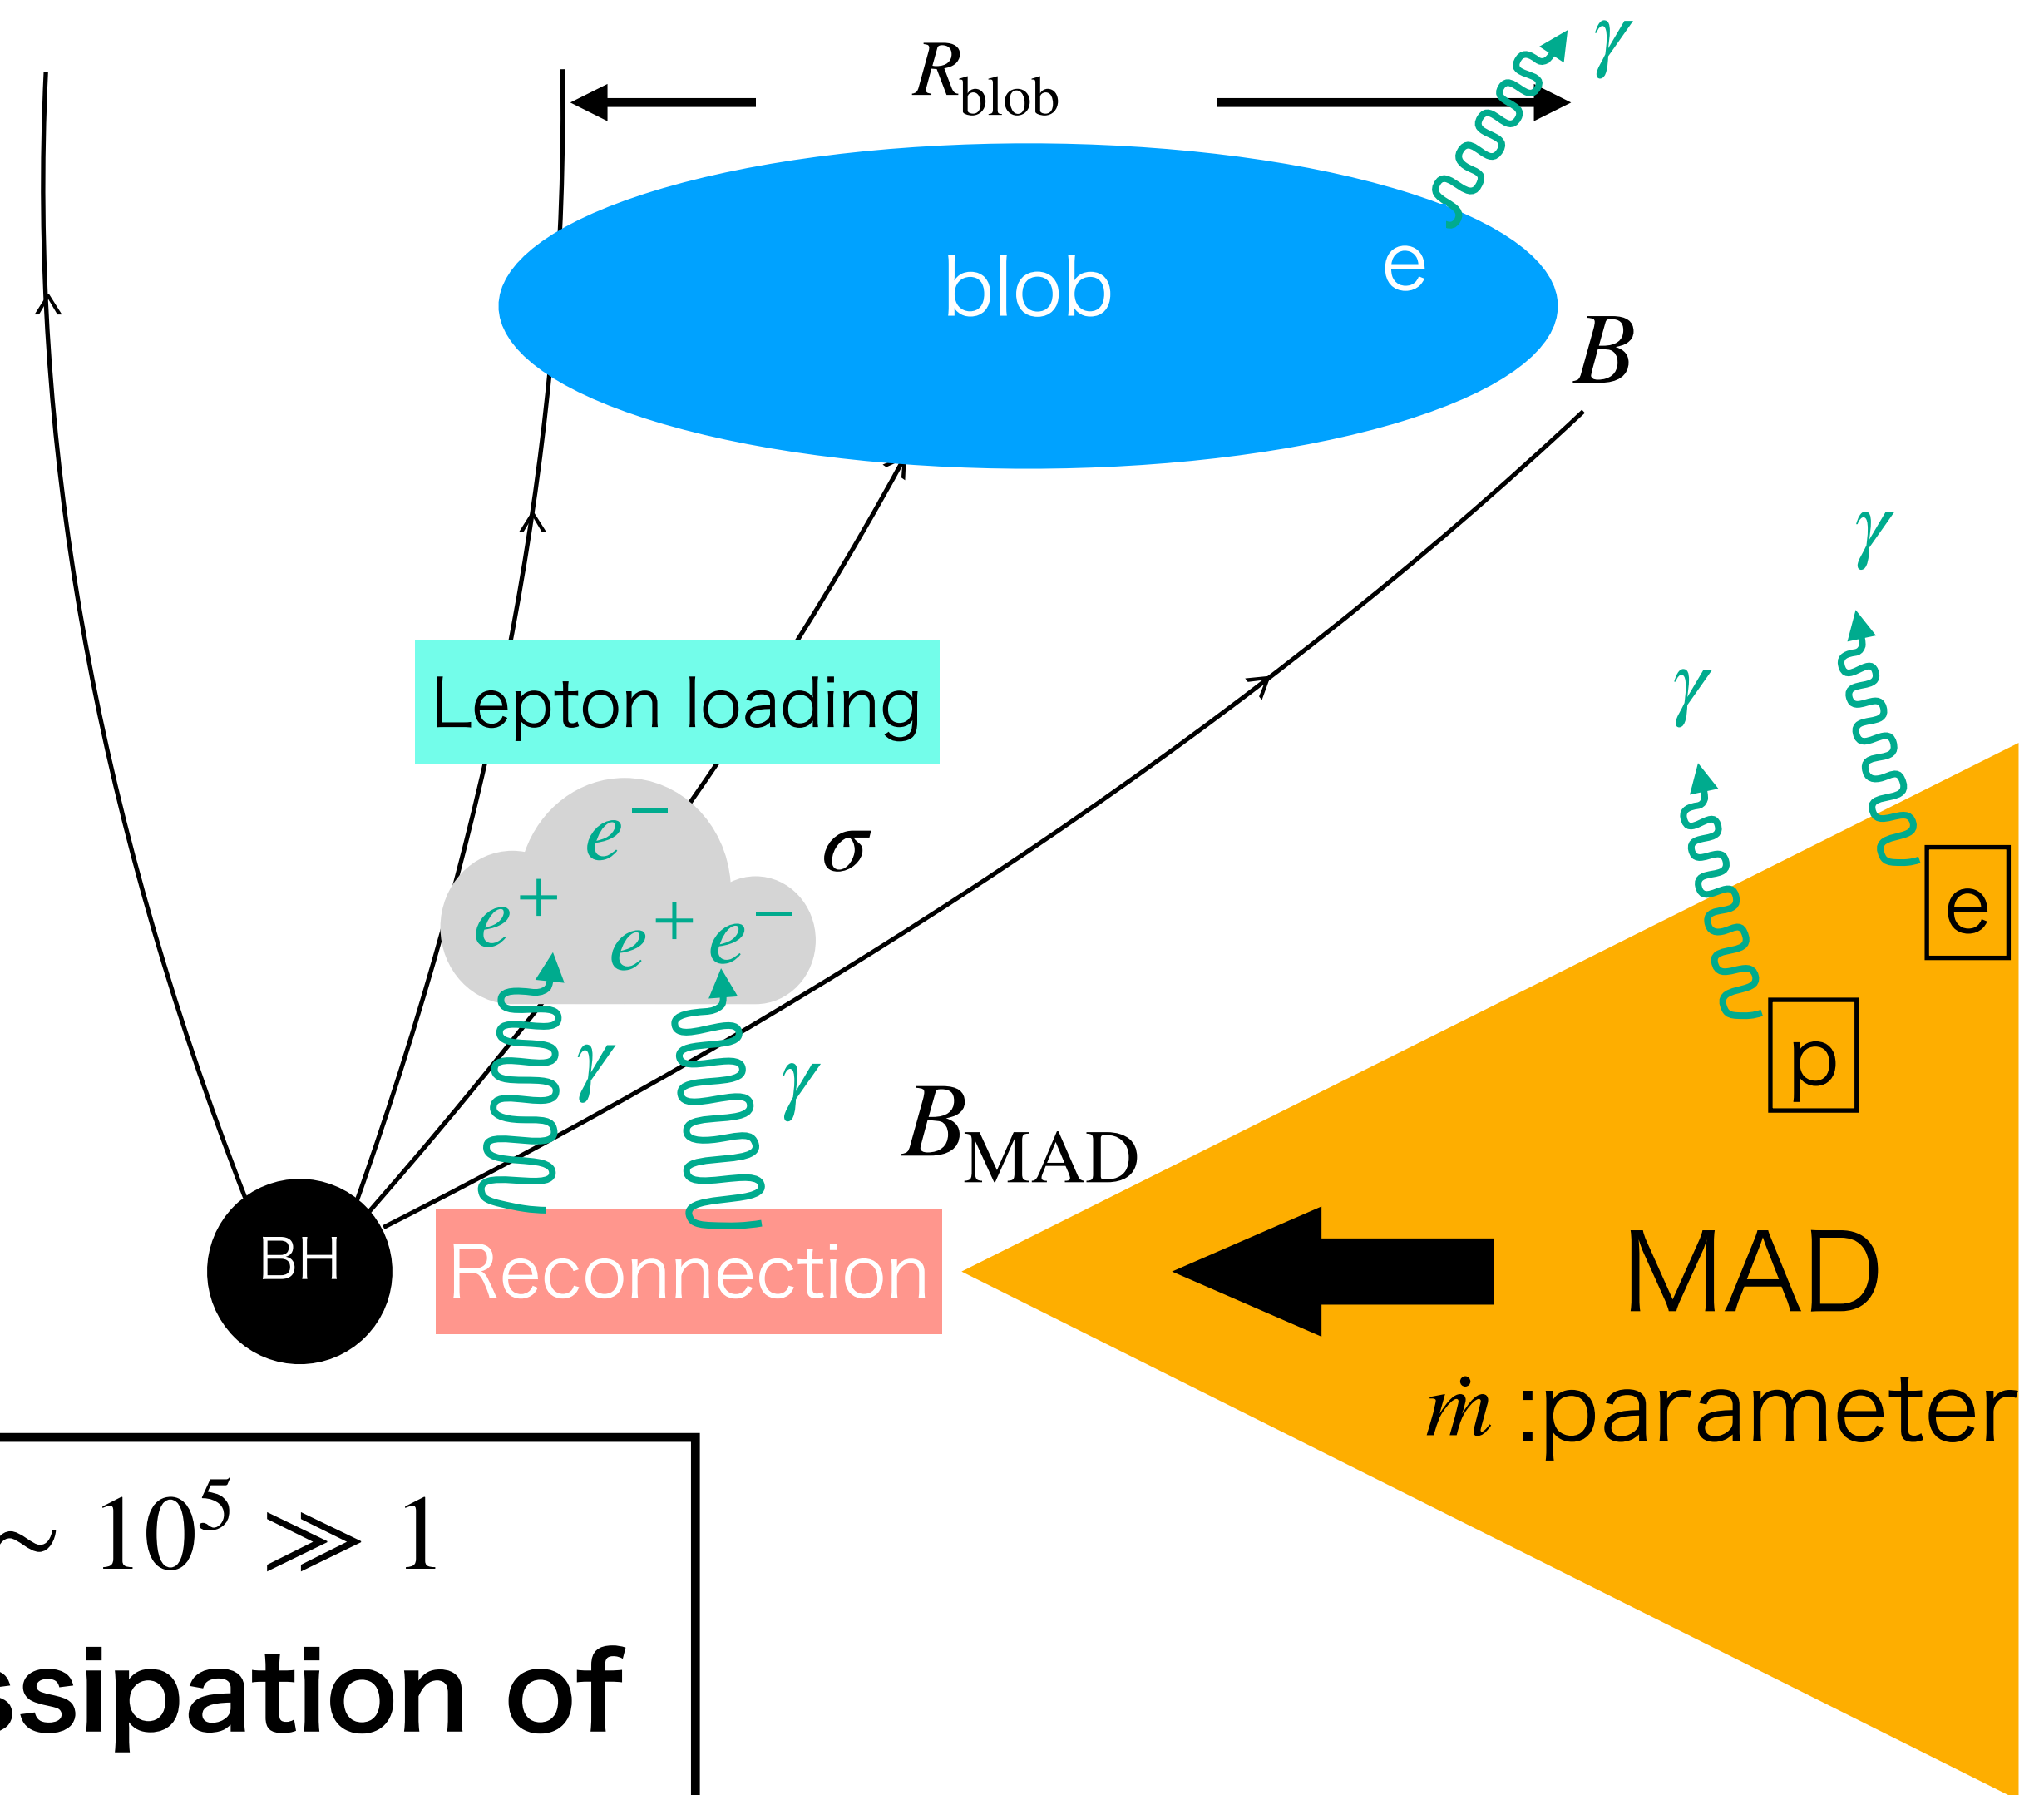 R_blob
γ
blob
e
B
γ
Lepton loading
γ
e⁻
σ
e⁺
e⁺
e⁻
e
p
γ
γ
B_MAD
BH
Reconnection
MAD
ṁ :parameter
~ 10⁵ ≫ 1
ssipation of